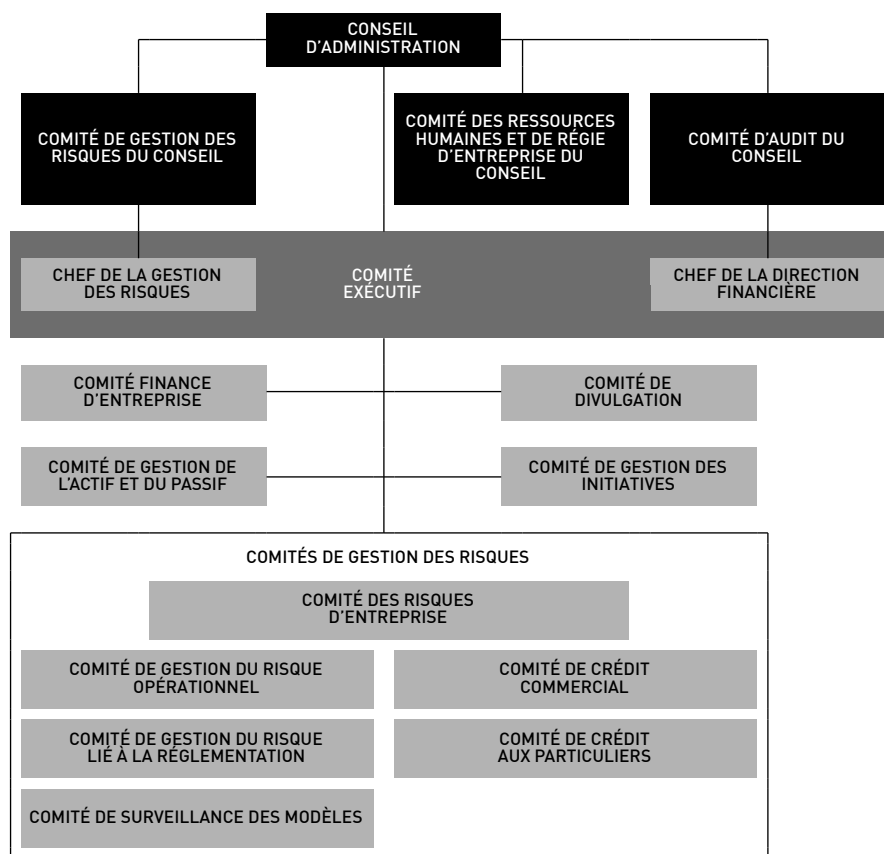 CONSEIL
D'ADMINISTRATION
COMITÉ DE GESTION DES
RISQUES DU CONSEIL
COMITÉ DES RESSOURCES
HUMAINES ET DE RÉGIE
D'ENTREPRISE DU
CONSEIL
COMITÉ D'AUDIT DU
CONSEIL
CHEF DE LA GESTION
DES RISQUES
COMITÉ
EXÉCUTIF
CHEF DE LA DIRECTION
FINANCIÈRE
COMITÉ FINANCE
D'ENTREPRISE
COMITÉ DE
DIVULGATION
COMITÉ DE GESTION DE
L'ACTIF ET DU PASSIF
COMITÉ DE GESTION DES
INITIATIVES
COMITÉS DE GESTION DES RISQUES
COMITÉ DES RISQUES
D'ENTREPRISE
COMITÉ DE GESTION DU RISQUE
OPÉRATIONNEL
COMITÉ DE CRÉDIT
COMMERCIAL
COMITÉ DE GESTION DU RISQUE
LIÉ À LA RÉGLEMENTATION
COMITÉ DE CRÉDIT
AUX PARTICULIERS
COMITÉ DE SURVEILLANCE DES MODÈLES